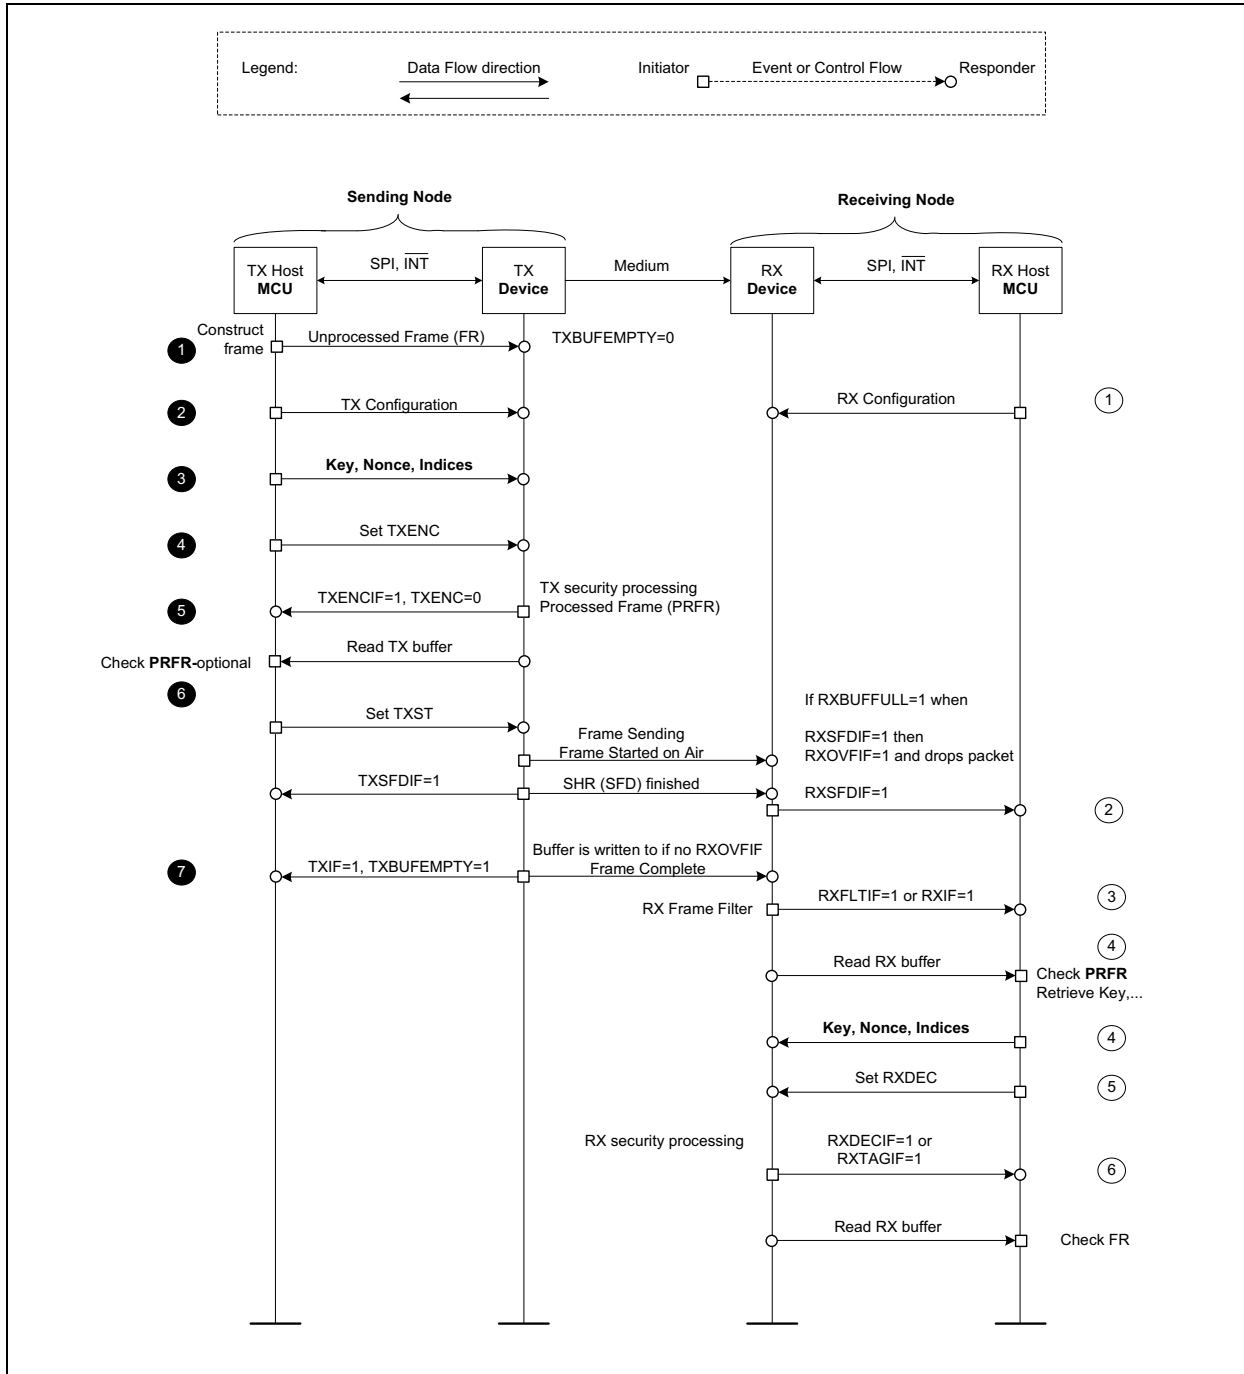 Legend:
Data Flow direction
Initiator
Event or Control Flow
Responder
Sending Node
Receiving Node
TX Host
MCU
SPI, INT
TX
Device
Medium
RX
Device
SPI, INT
RX Host
MCU
Construct
frame
1
Unprocessed Frame (FR)
TXBUFEMPTY=0
2
TX Configuration
RX Configuration
1
3
Key, Nonce, Indices
4
Set TXENC
5
TXENCIF=1, TXENC=0
TX security processing
Processed Frame (PRFR)
Read TX buffer
Check PRFR-optional
6
Set TXST
If RXBUFFULL=1 when
RXSFDIF=1 then
RXOVFIF=1 and drops packet
Frame Sending
Frame Started on Air
TXSFDIF=1
SHR (SFD) finished
RXSFDIF=1
2
7
TXIF=1, TXBUFEMPTY=1
Buffer is written to if no RXOVFIF
Frame Complete
RX Frame Filter
RXFLTIF=1 or RXIF=1
3
4
Read RX buffer
Check PRFR
Retrieve Key,...
Key, Nonce, Indices
4
Set RXDEC
5
RX security processing
RXDECIF=1 or
RXTAGIF=1
6
Read RX buffer
Check FR